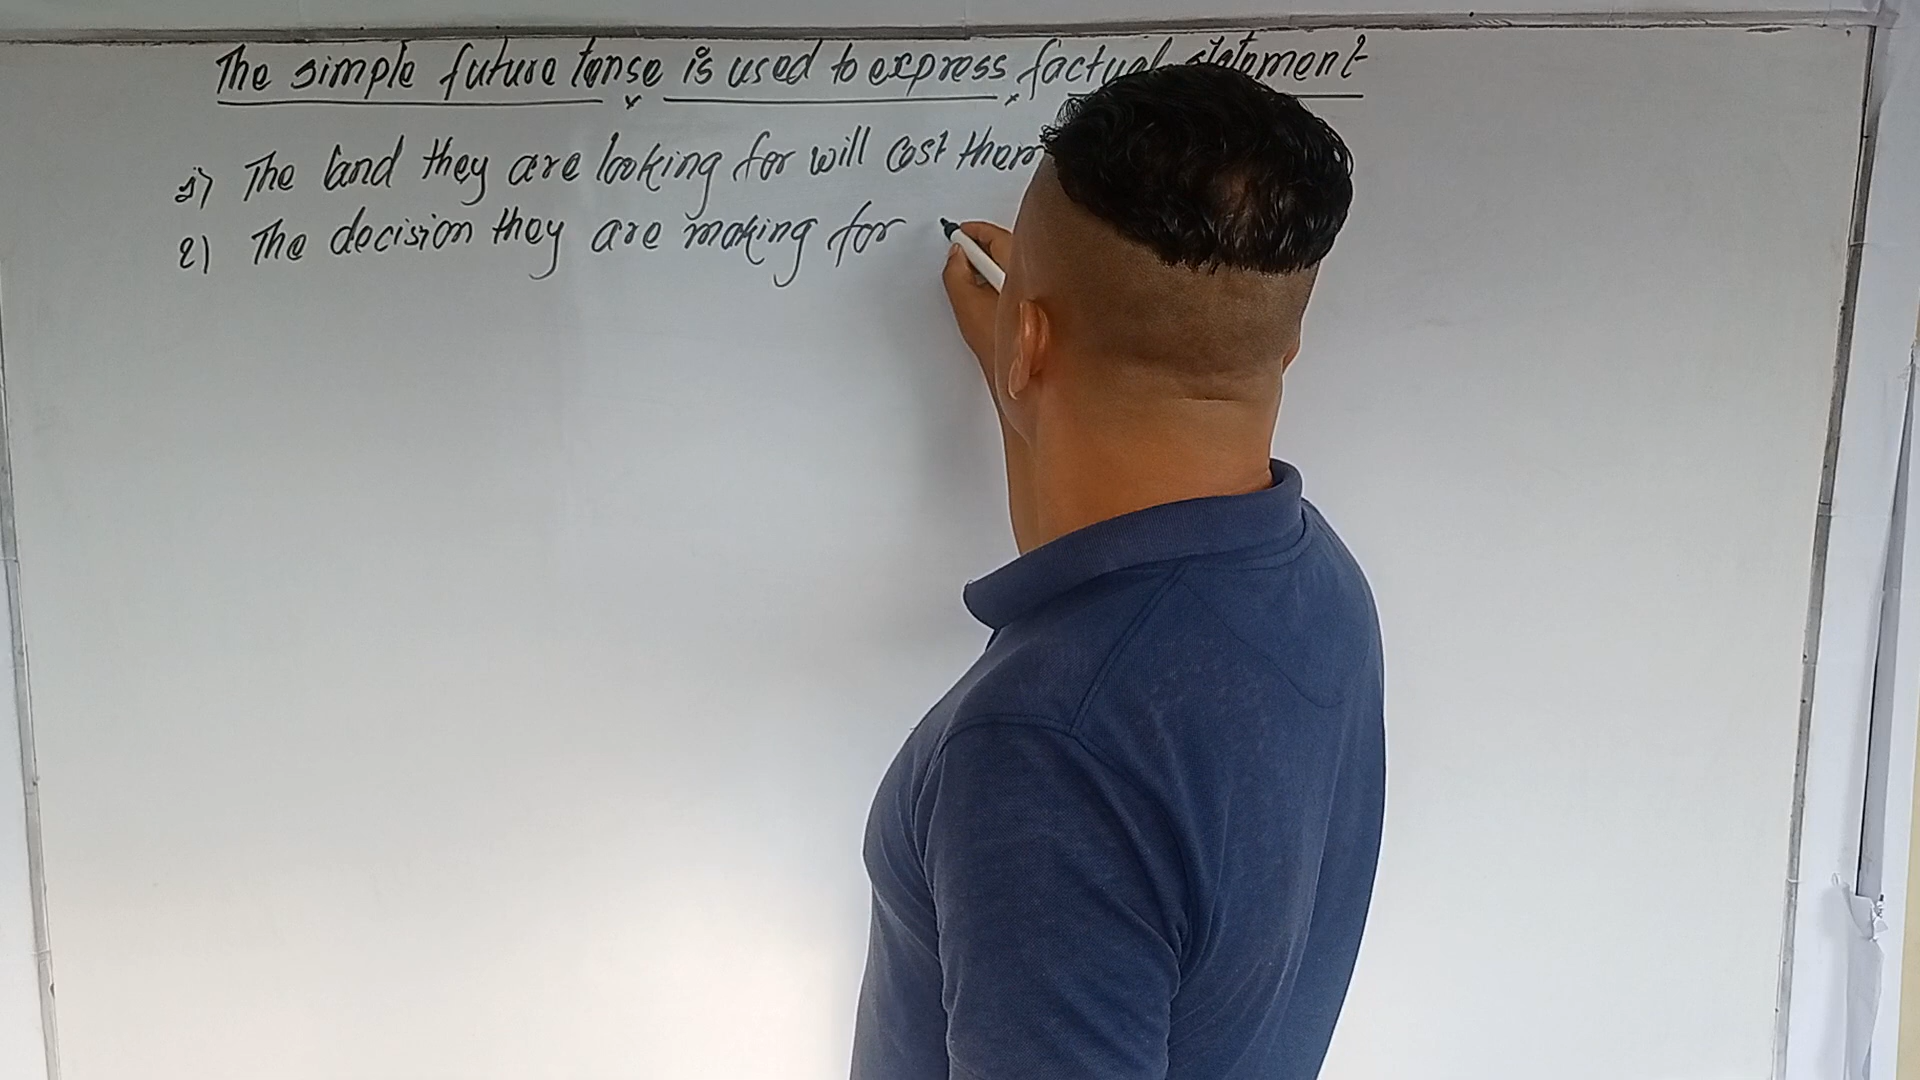 The simple future tense is used to express factual statement
1) The land they are looking for will cost them
2) The decision they are making for